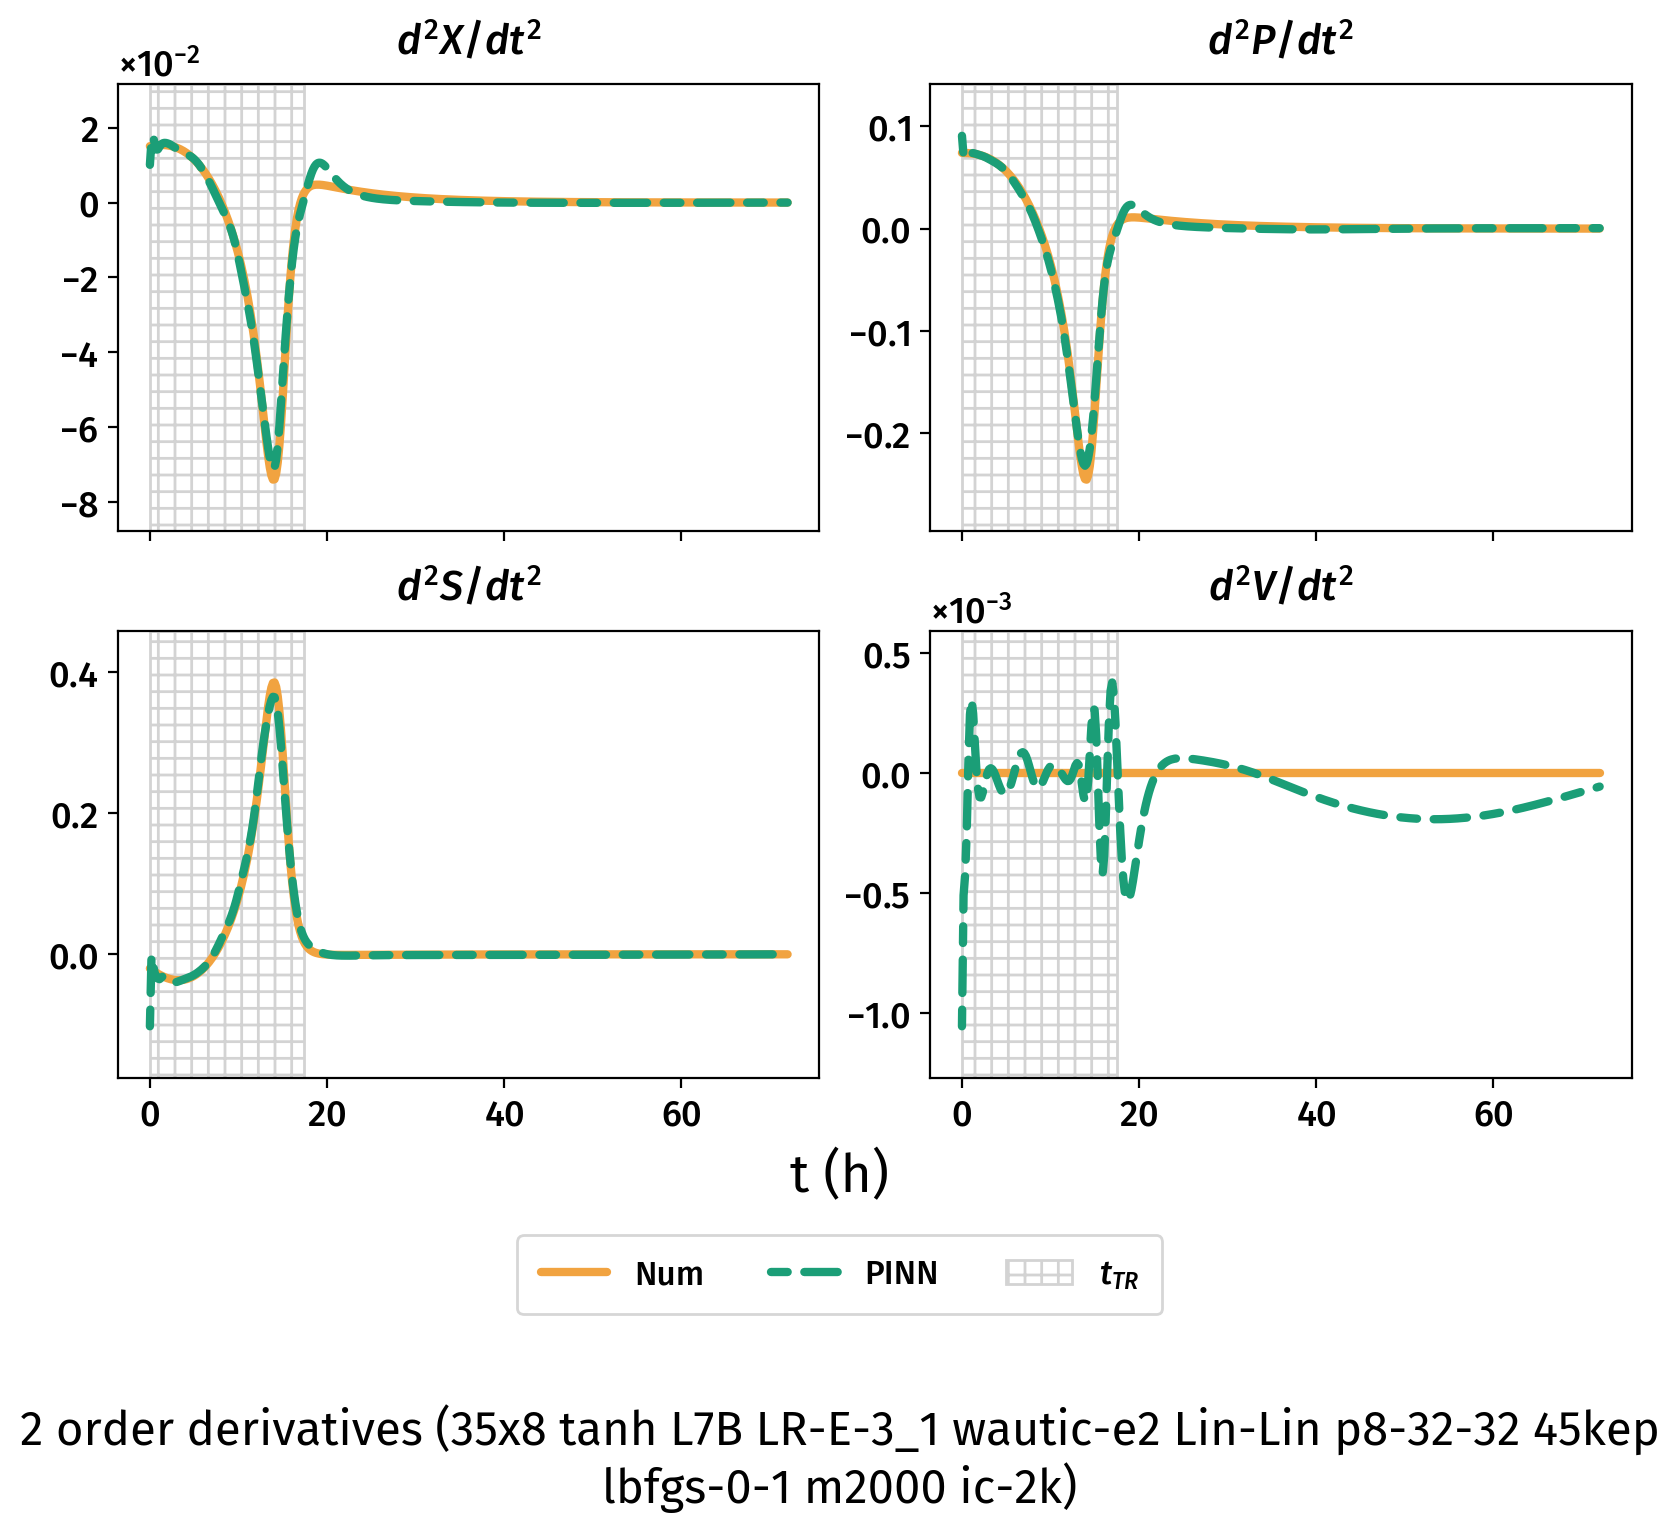 d²X/dt²
d²P/dt²
×10⁻²
2
0
−2
−4
−6
−8
0.1
0.0
−0.1
−0.2
d²S/dt²
d²V/dt²
×10⁻³
0.4
0.2
0.0
0.5
0.0
−0.5
−1.0
0 20 40 60
0 20 40 60
t (h)
Num PINN t_TR
2 order derivatives (35x8 tanh L7B LR-E-3_1 wautic-e2 Lin-Lin p8-32-32 45kep
lbfgs-0-1 m2000 ic-2k)